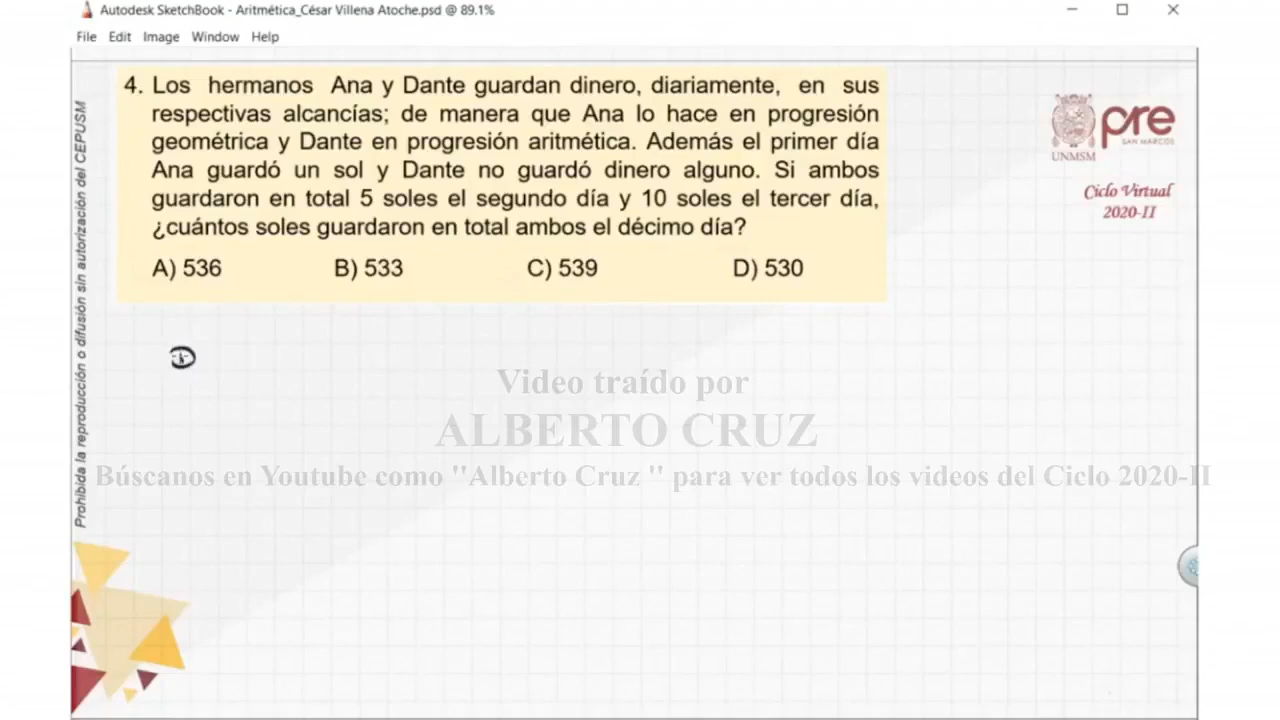 Autodesk SketchBook - Aritmética_César Villena Atoche.psd @ 89.1%
File Edit Image Window Help
4. Los hermanos Ana y Dante guardan dinero, diariamente, en sus
respectivas alcancías; de manera que Ana lo hace en progresión
geométrica y Dante en progresión aritmética. Además el primer día
Ana guardó un sol y Dante no guardó dinero alguno. Si ambos
guardaron en total 5 soles el segundo día y 10 soles el tercer día,
¿cuántos soles guardaron en total ambos el décimo día?
A) 536 B) 533 C) 539 D) 530
pre
SAN MARCOS
UNMSM
Ciclo Virtual
2020-II
Prohibida la reproducción o difusión sin autorización del CEPUSM
Video traído por
ALBERTO CRUZ
Búscanos en Youtube como "Alberto Cruz " para ver todos los videos del Ciclo 2020-II